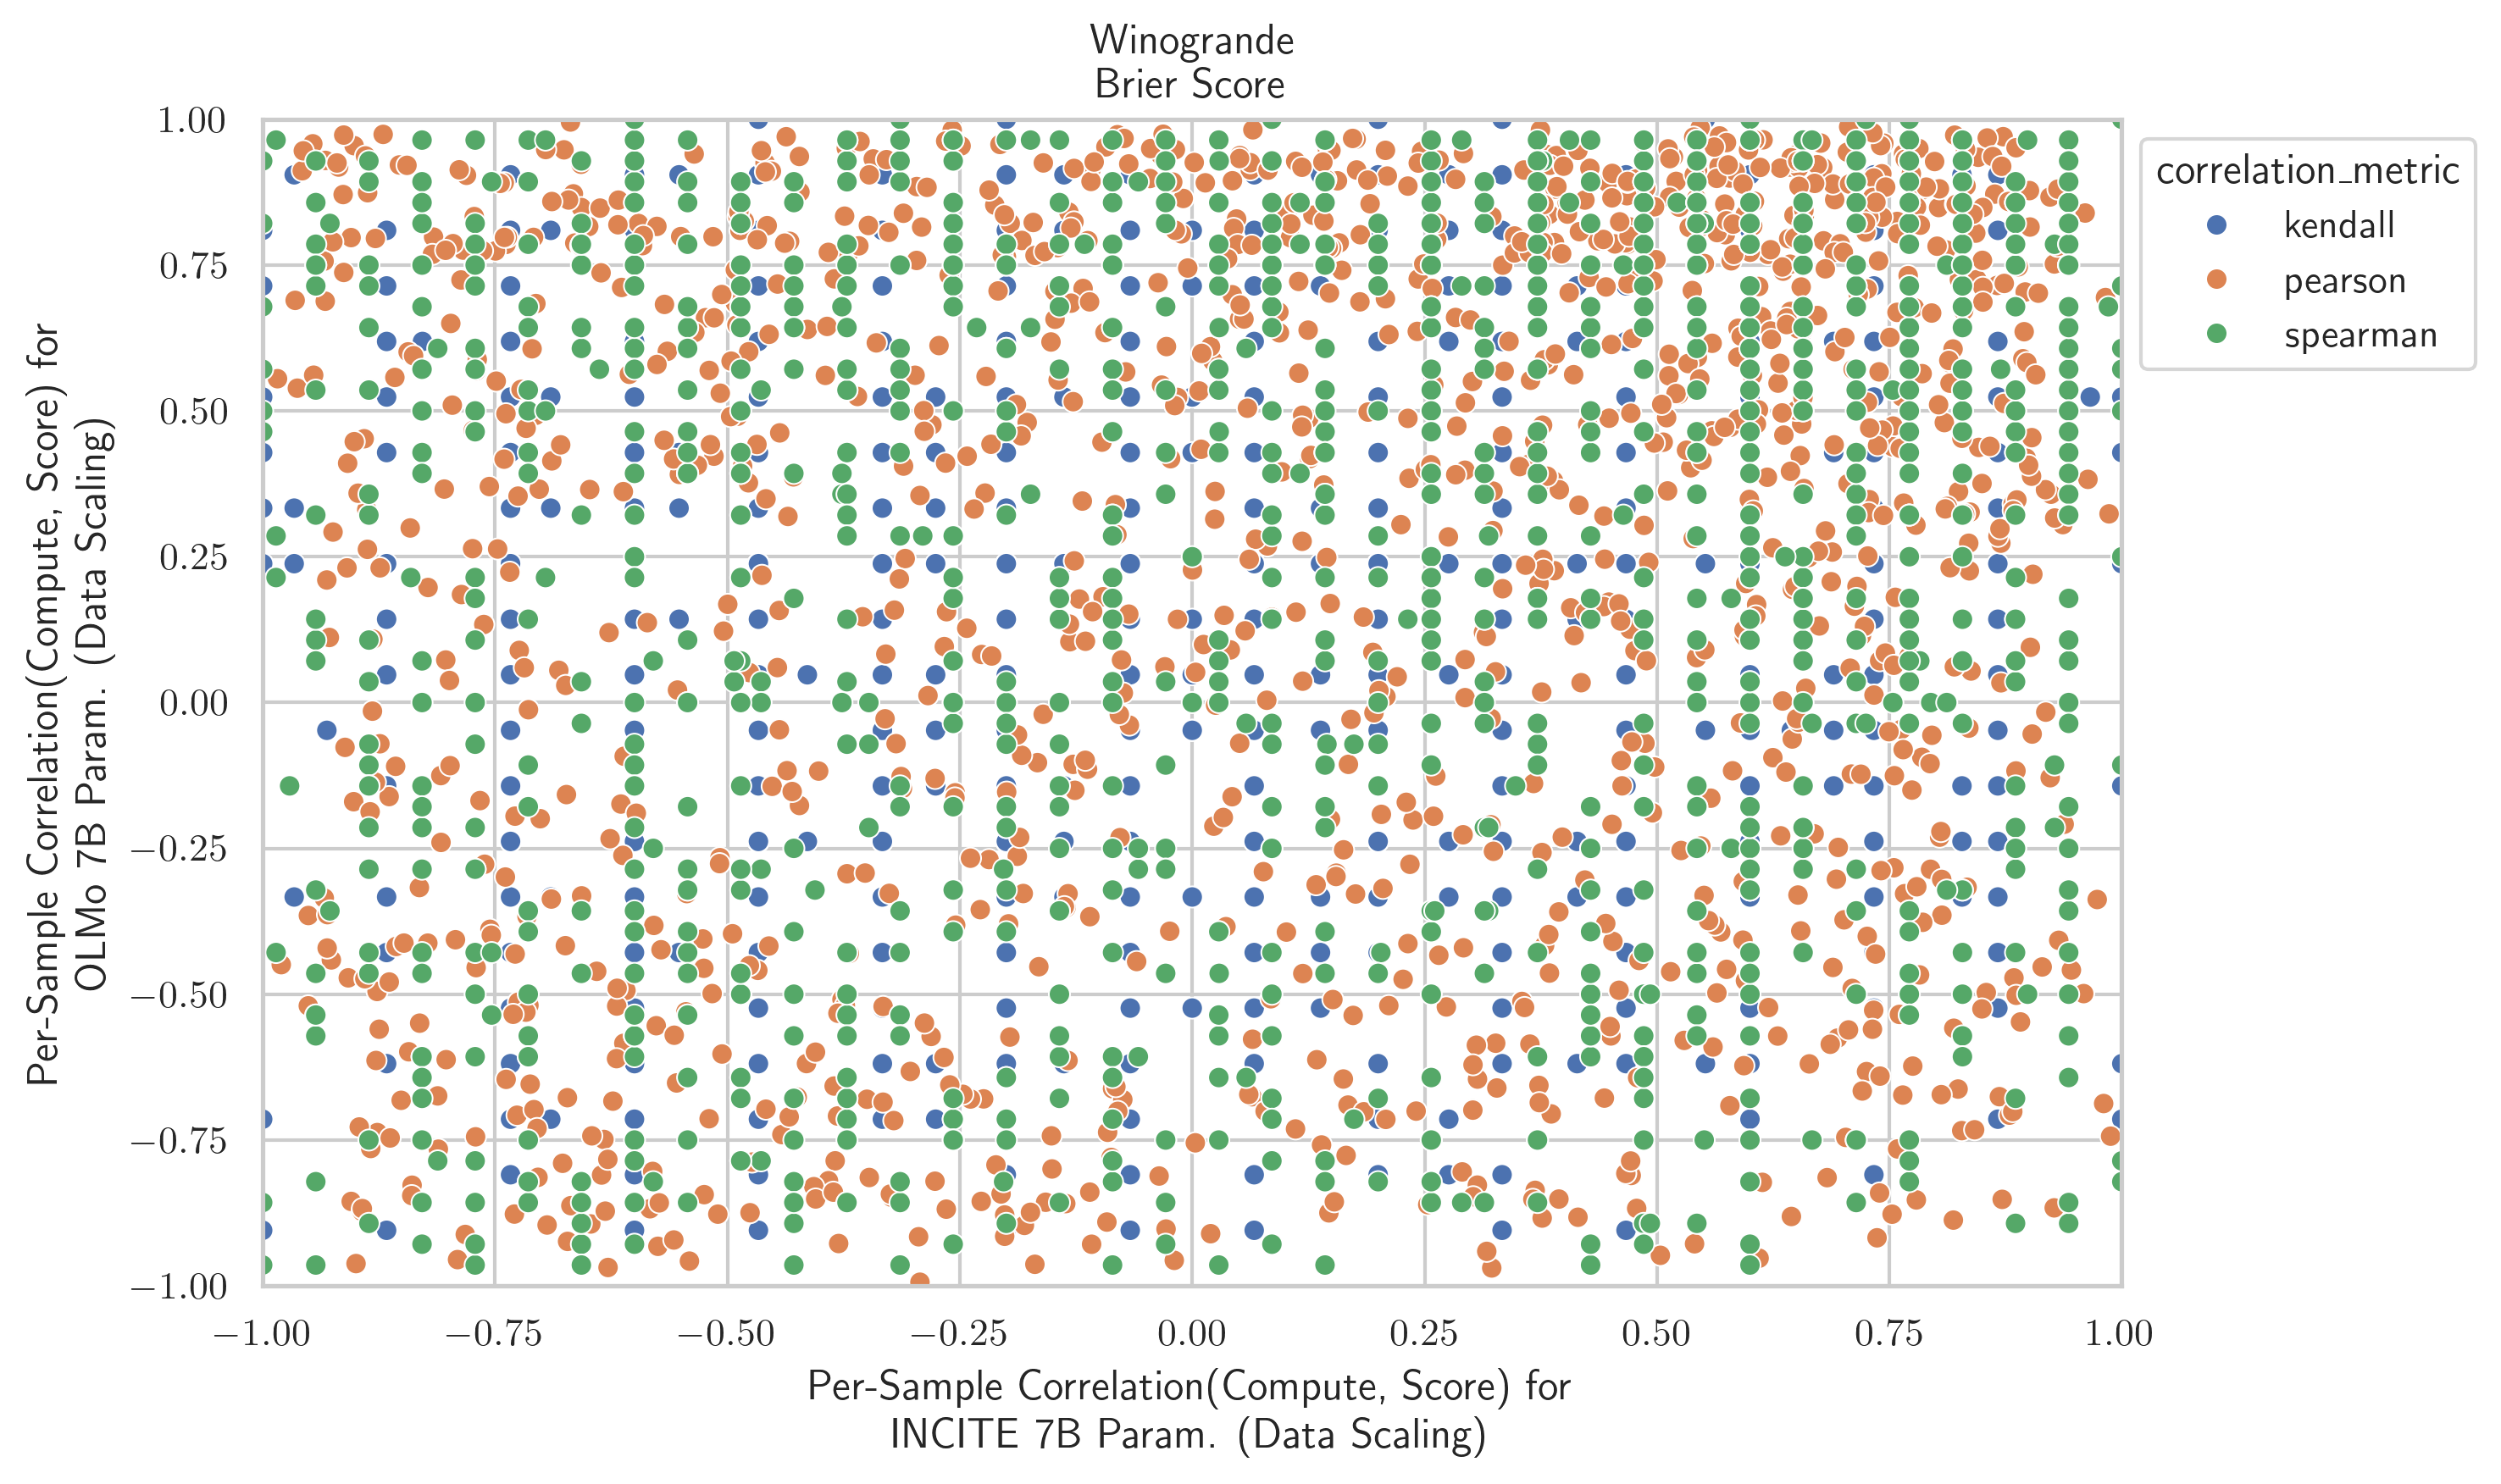 Winogrande
Brier Score
Per-Sample Correlation(Compute, Score) for
OLMo 7B Param. (Data Scaling)
1.00
0.75
0.50
0.25
0.00
−0.25
−0.50
−0.75
−1.00
−1.00 −0.75 −0.50 −0.25 0.00 0.25 0.50 0.75 1.00
Per-Sample Correlation(Compute, Score) for
INCITE 7B Param. (Data Scaling)
correlation_metric
kendall
pearson
spearman